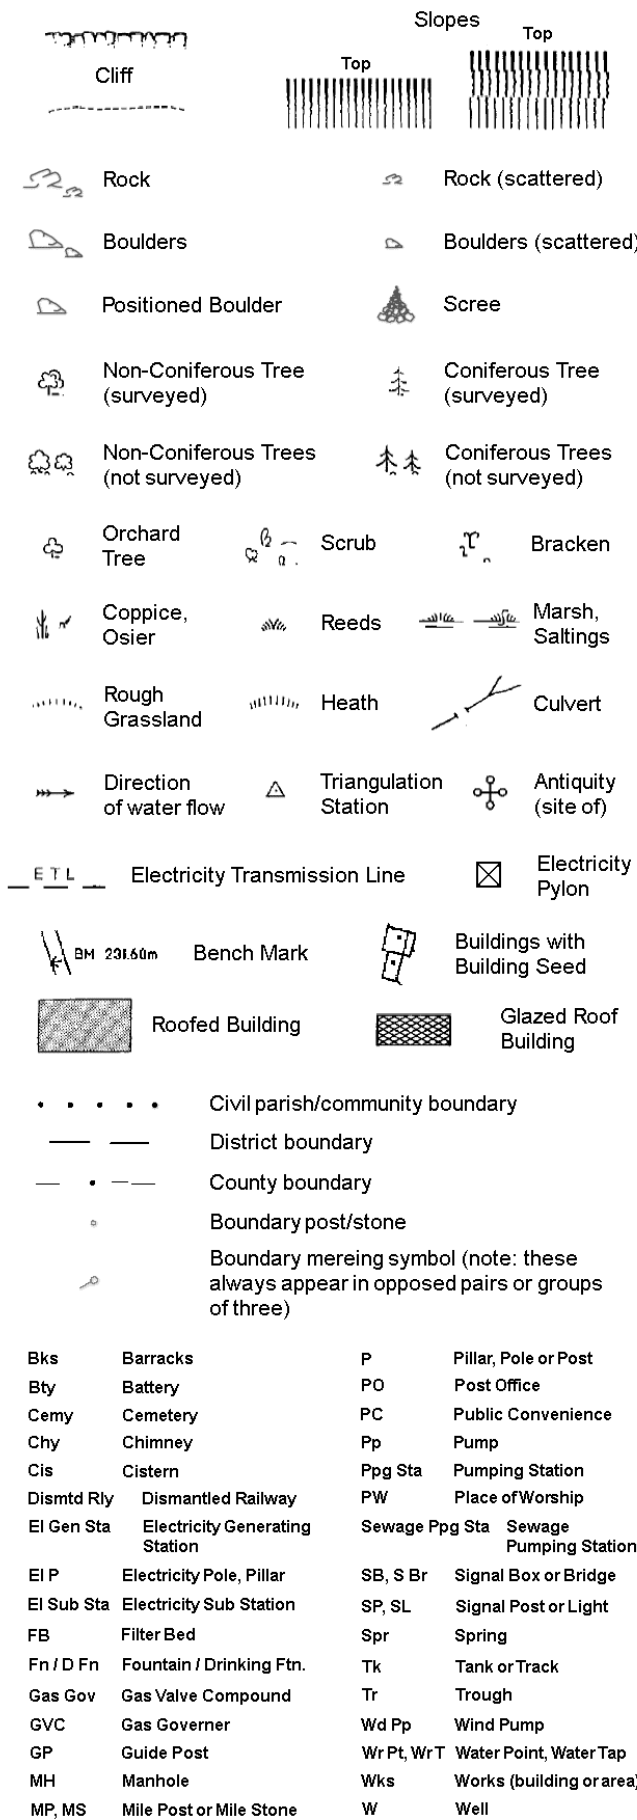 Slopes
Top
Top
Cliff
Rock
Rock (scattered)
Boulders
Boulders (scattered)
Positioned Boulder
Scree
Non-Coniferous Tree
(surveyed)
Coniferous Tree
(surveyed)
Non-Coniferous Trees
(not surveyed)
Coniferous Trees
(not surveyed)
Orchard
Tree
Scrub
Bracken
Coppice,
Osier
Reeds
Marsh,
Saltings
Rough
Grassland
Heath
Culvert
Direction
of water flow
Triangulation
Station
Antiquity
(site of)
E T L
Electricity Transmission Line
Electricity
Pylon
BM 231.60m
Bench Mark
Buildings with
Building Seed
Roofed Building
Glazed Roof
Building
Civil parish/community boundary
District boundary
County boundary
Boundary post/stone
Boundary mereing symbol (note: these
always appear in opposed pairs or groups
of three)
Bks Barracks
Bty Battery
Cemy Cemetery
Chy Chimney
Cis Cistern
Dismtd Rly Dismantled Railway
El Gen Sta Electricity Generating
Station
El P Electricity Pole, Pillar
El Sub Sta Electricity Sub Station
FB Filter Bed
Fn / D Fn Fountain / Drinking Ftn.
Gas Gov Gas Valve Compound
GVC Gas Governer
GP Guide Post
MH Manhole
MP, MS Mile Post or Mile Stone
P Pillar, Pole or Post
PO Post Office
PC Public Convenience
Pp Pump
Ppg Sta Pumping Station
PW Place of Worship
Sewage Ppg Sta Sewage
Pumping Station
SB, S Br Signal Box or Bridge
SP, SL Signal Post or Light
Spr Spring
Tk Tank or Track
Tr Trough
Wd Pp Wind Pump
Wr Pt, Wr T Water Point, Water Tap
Wks Works (building or area)
W Well